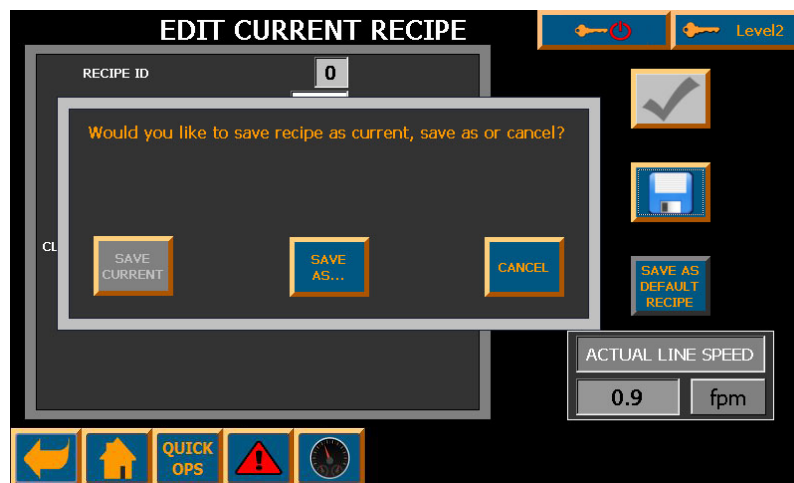 EDIT CURRENT RECIPE
Level2
RECIPE ID
0
Would you like to save recipe as current, save as or cancel?
CL
SAVE
CURRENT
SAVE
AS...
CANCEL
SAVE AS
DEFAULT
RECIPE
ACTUAL LINE SPEED
0.9
fpm
QUICK
OPS